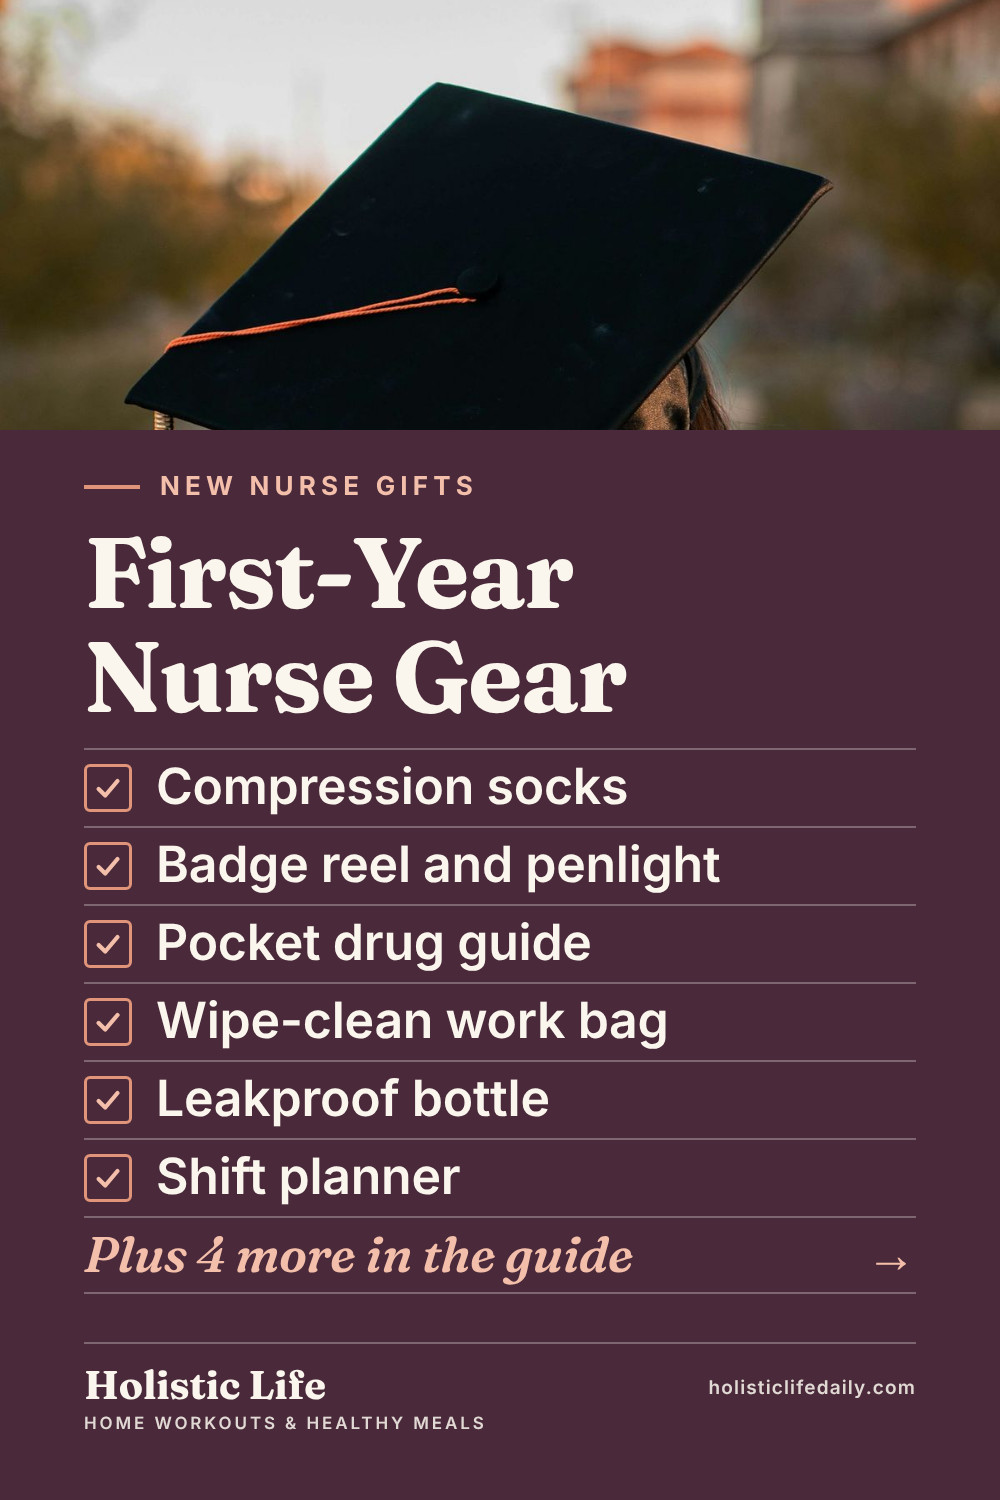 NEW NURSE GIFTS
First-Year
Nurse Gear
Compression socks
Badge reel and penlight
Pocket drug guide
Wipe-clean work bag
Leakproof bottle
Shift planner
Plus 4 more in the guide →
Holistic Life
holisticlifedaily.com
HOME WORKOUTS & HEALTHY MEALS